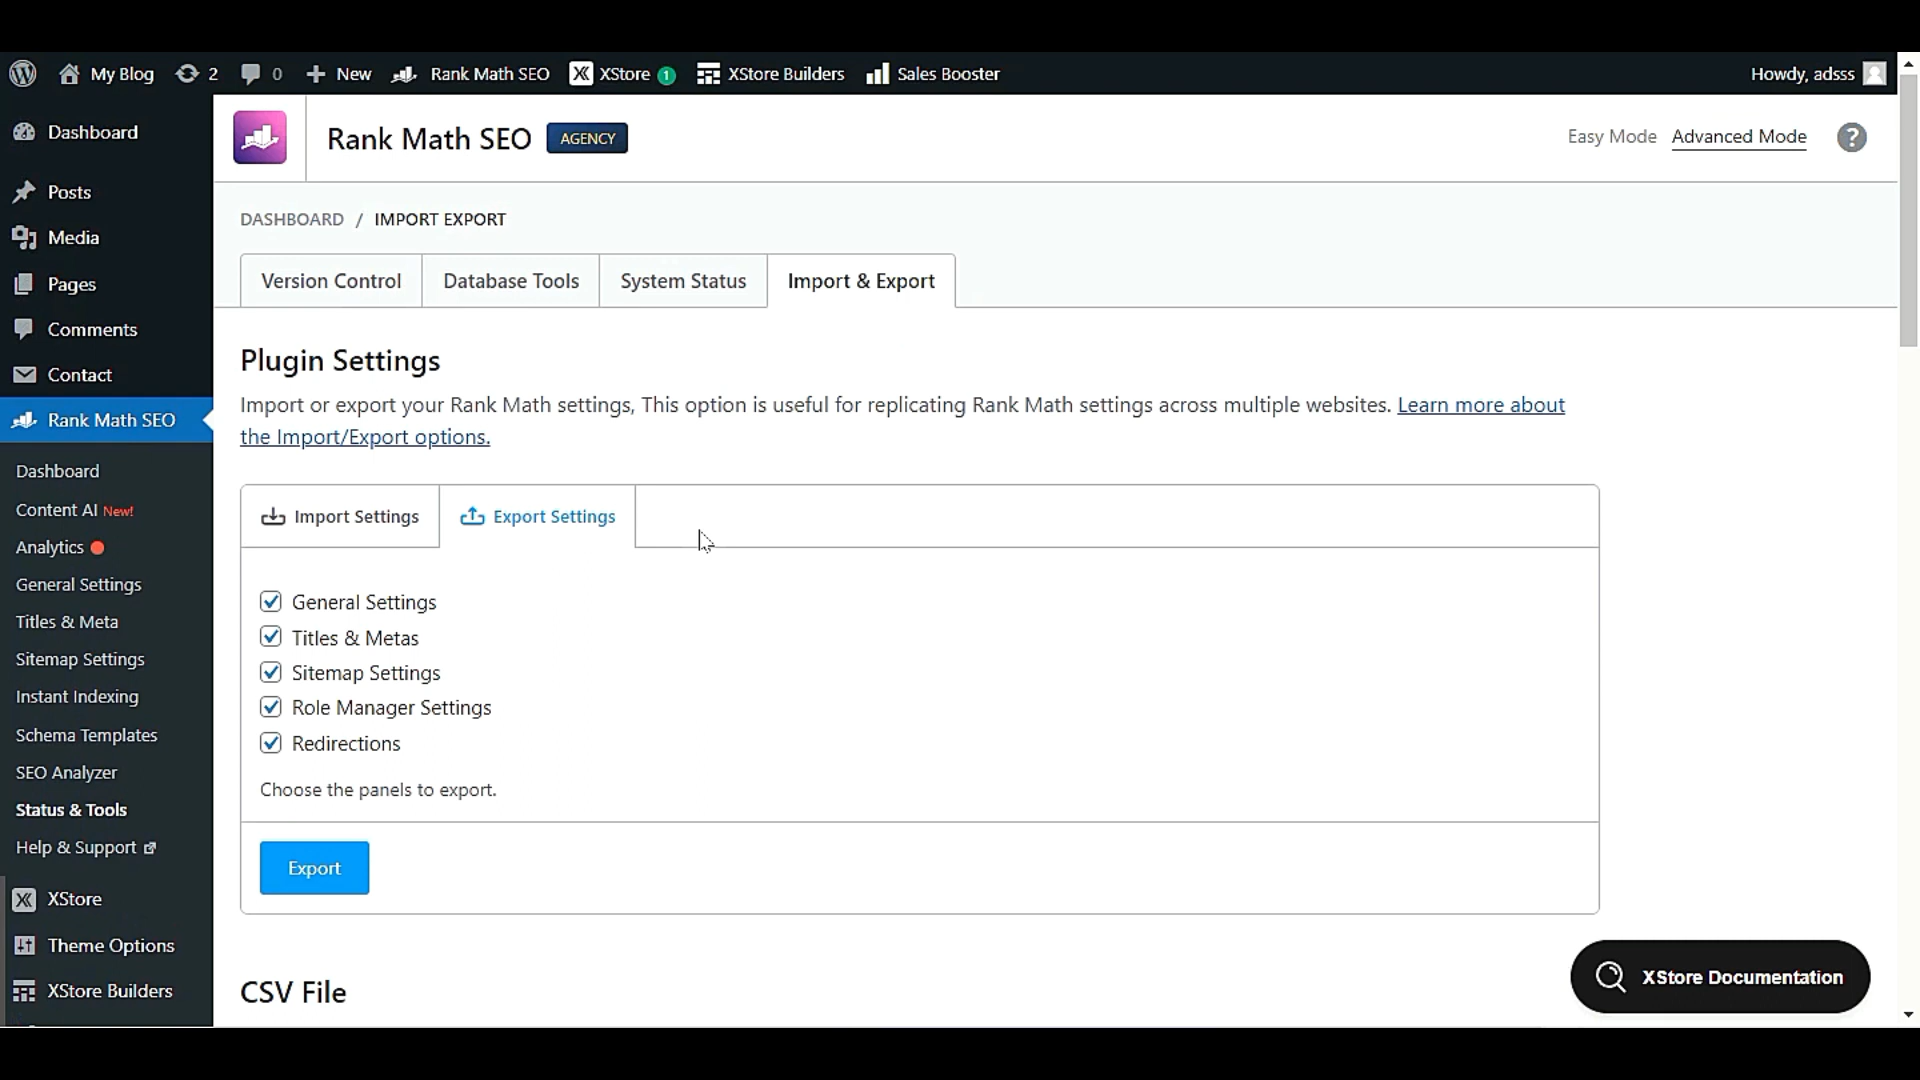 My Blog 2 0 New Rank Math SEO XStore 1 XStore Builders Sales Booster Howdy, adsss
Dashboard
Posts
Media
Pages
Comments
Contact
Rank Math SEO
Dashboard
Content AI New!
Analytics
General Settings
Titles & Meta
Sitemap Settings
Instant Indexing
Schema Templates
SEO Analyzer
Status & Tools
Help & Support
XStore
Theme Options
XStore Builders
Rank Math SEO AGENCY
Easy Mode Advanced Mode ?
DASHBOARD / IMPORT EXPORT
Version Control Database Tools System Status Import & Export
Plugin Settings
Import or export your Rank Math settings, This option is useful for replicating Rank Math settings across multiple websites. Learn more about
the Import/Export options.
Import Settings Export Settings
General Settings
Titles & Metas
Sitemap Settings
Role Manager Settings
Redirections
Choose the panels to export.
Export
CSV File
XStore Documentation